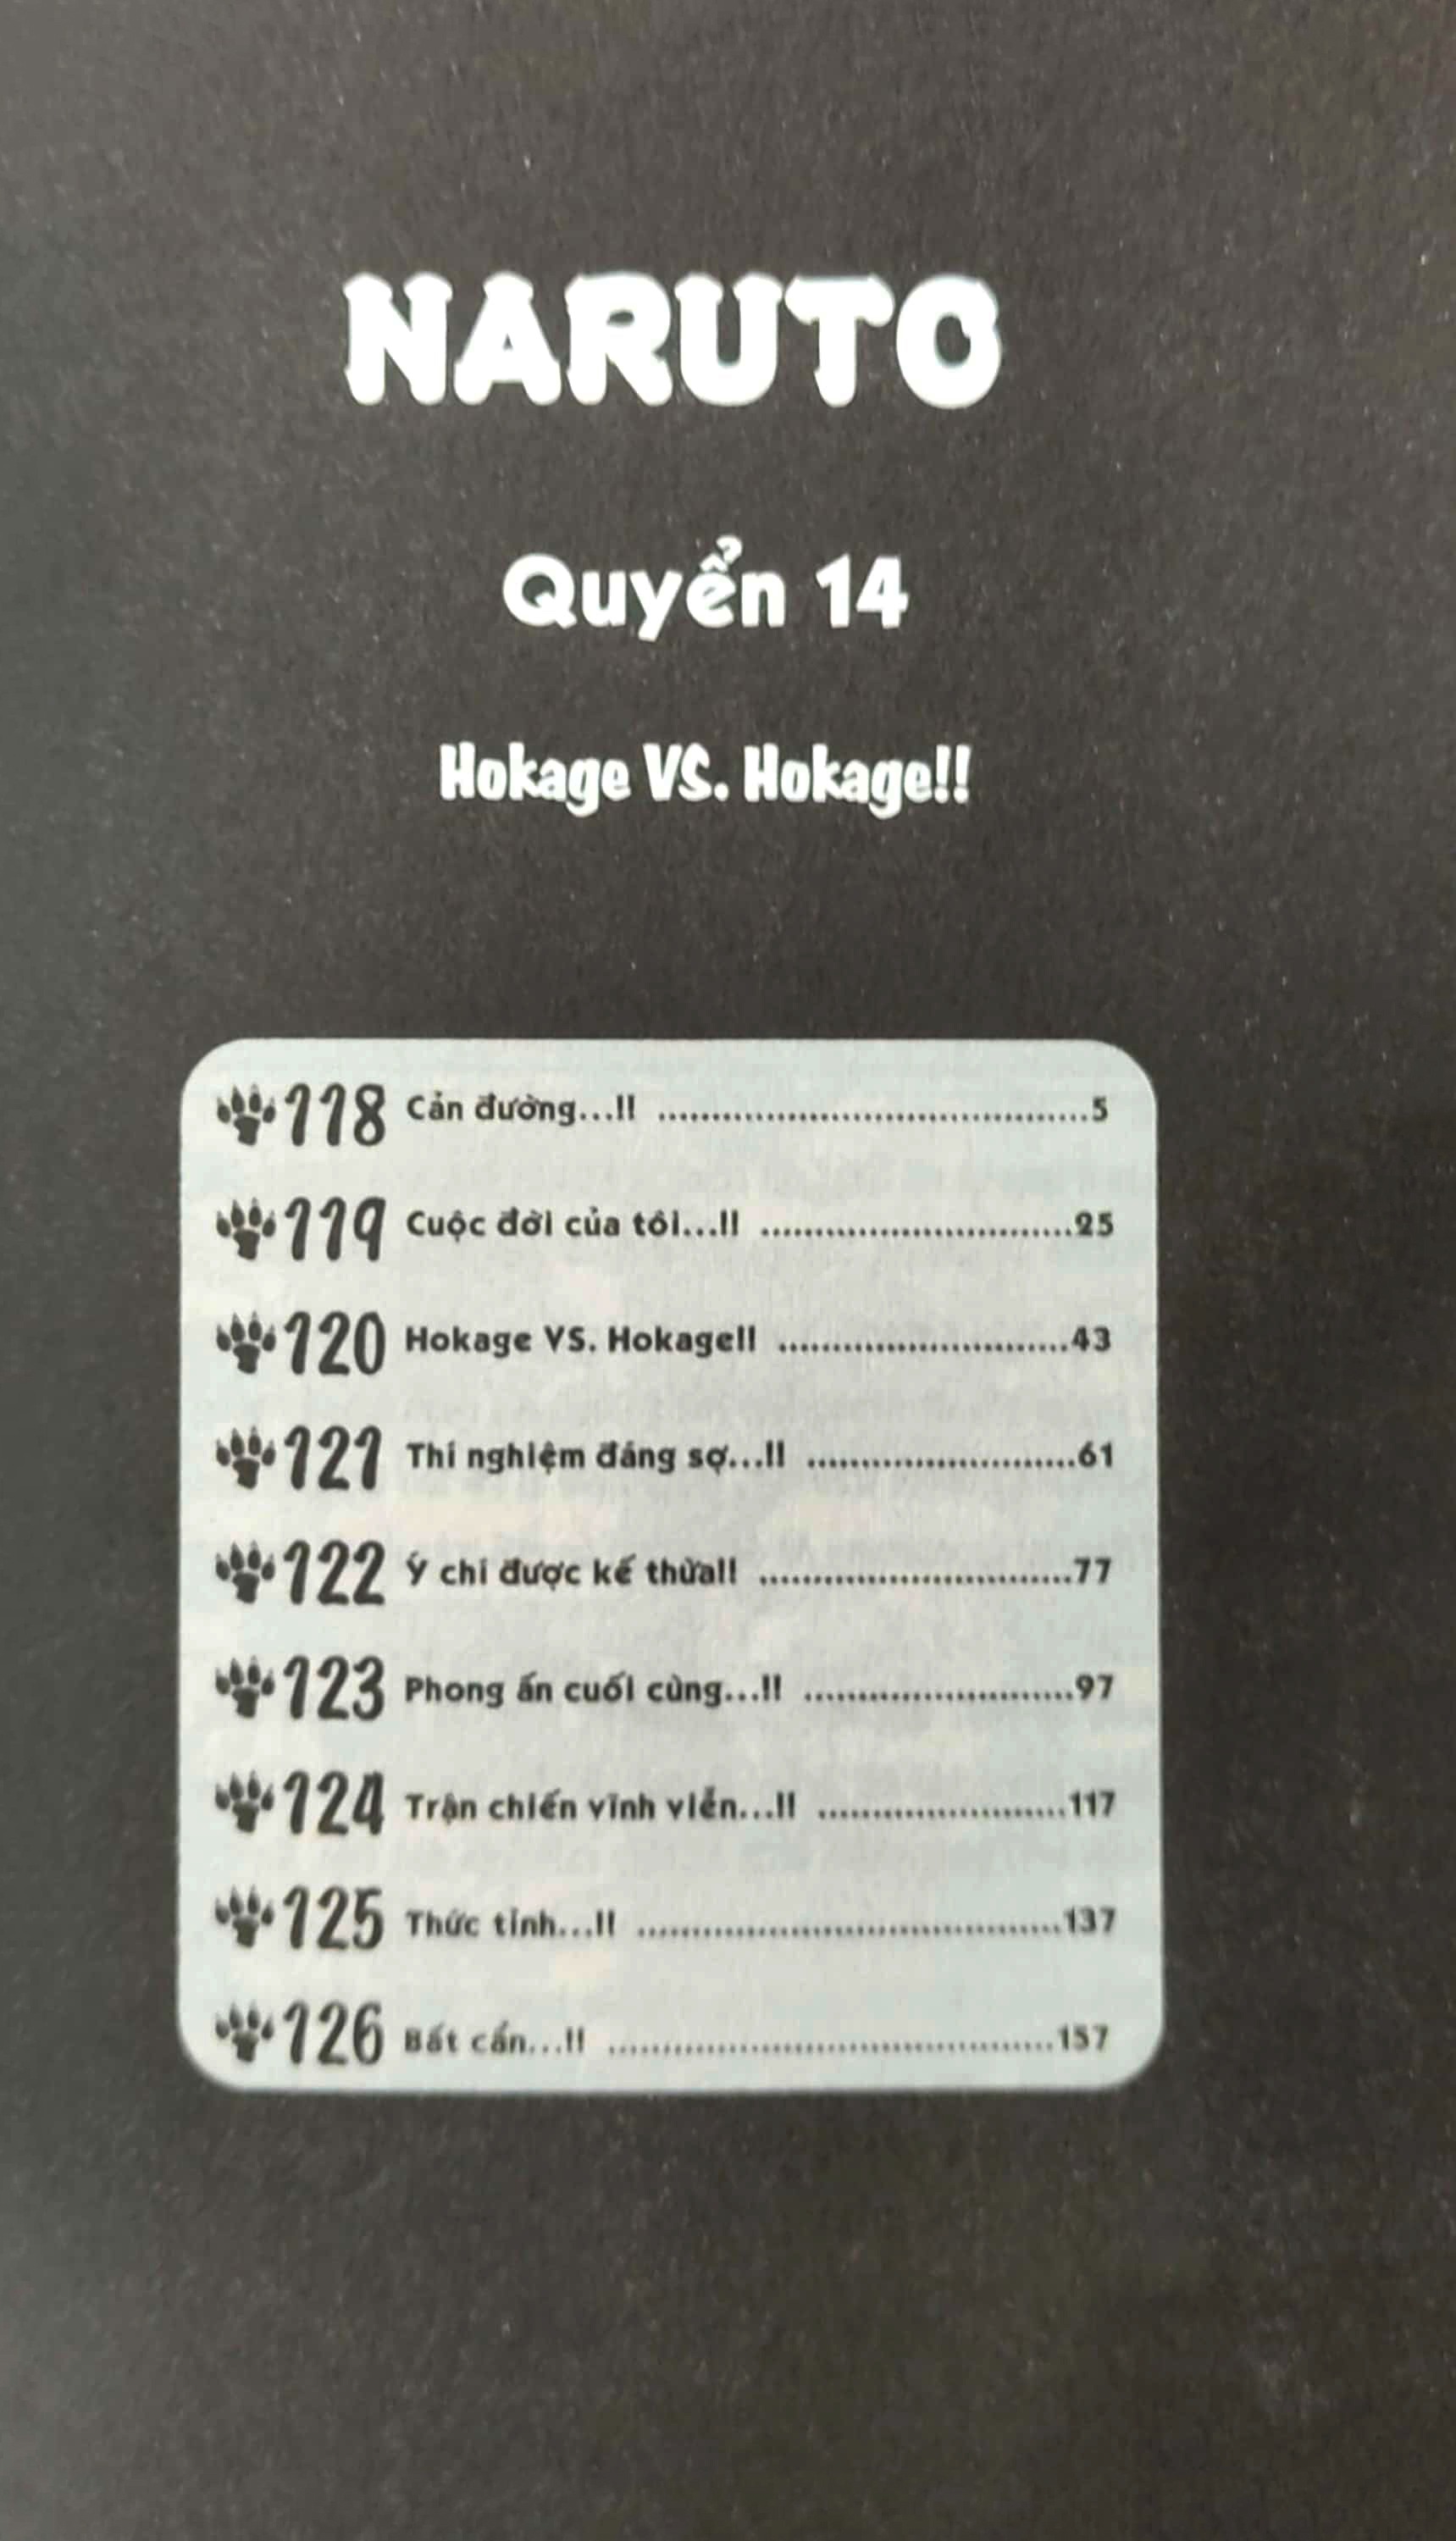 NARUTO
Quyển 14
Hokage VS. Hokage!!
118 Cản đường...!! ........................................5
119 Cuộc đời của tôi...!! .............................25
120 Hokage VS. Hokage!! ...........................43
121 Thí nghiệm đáng sợ...!! .........................61
122 Ý chí được kế thừa!! .............................77
123 Phong ấn cuối cùng...!! .........................97
124 Trận chiến vĩnh viễn...!! .......................117
125 Thức tỉnh...!! .......................................137
126 Bất cẩn...!! .........................................157